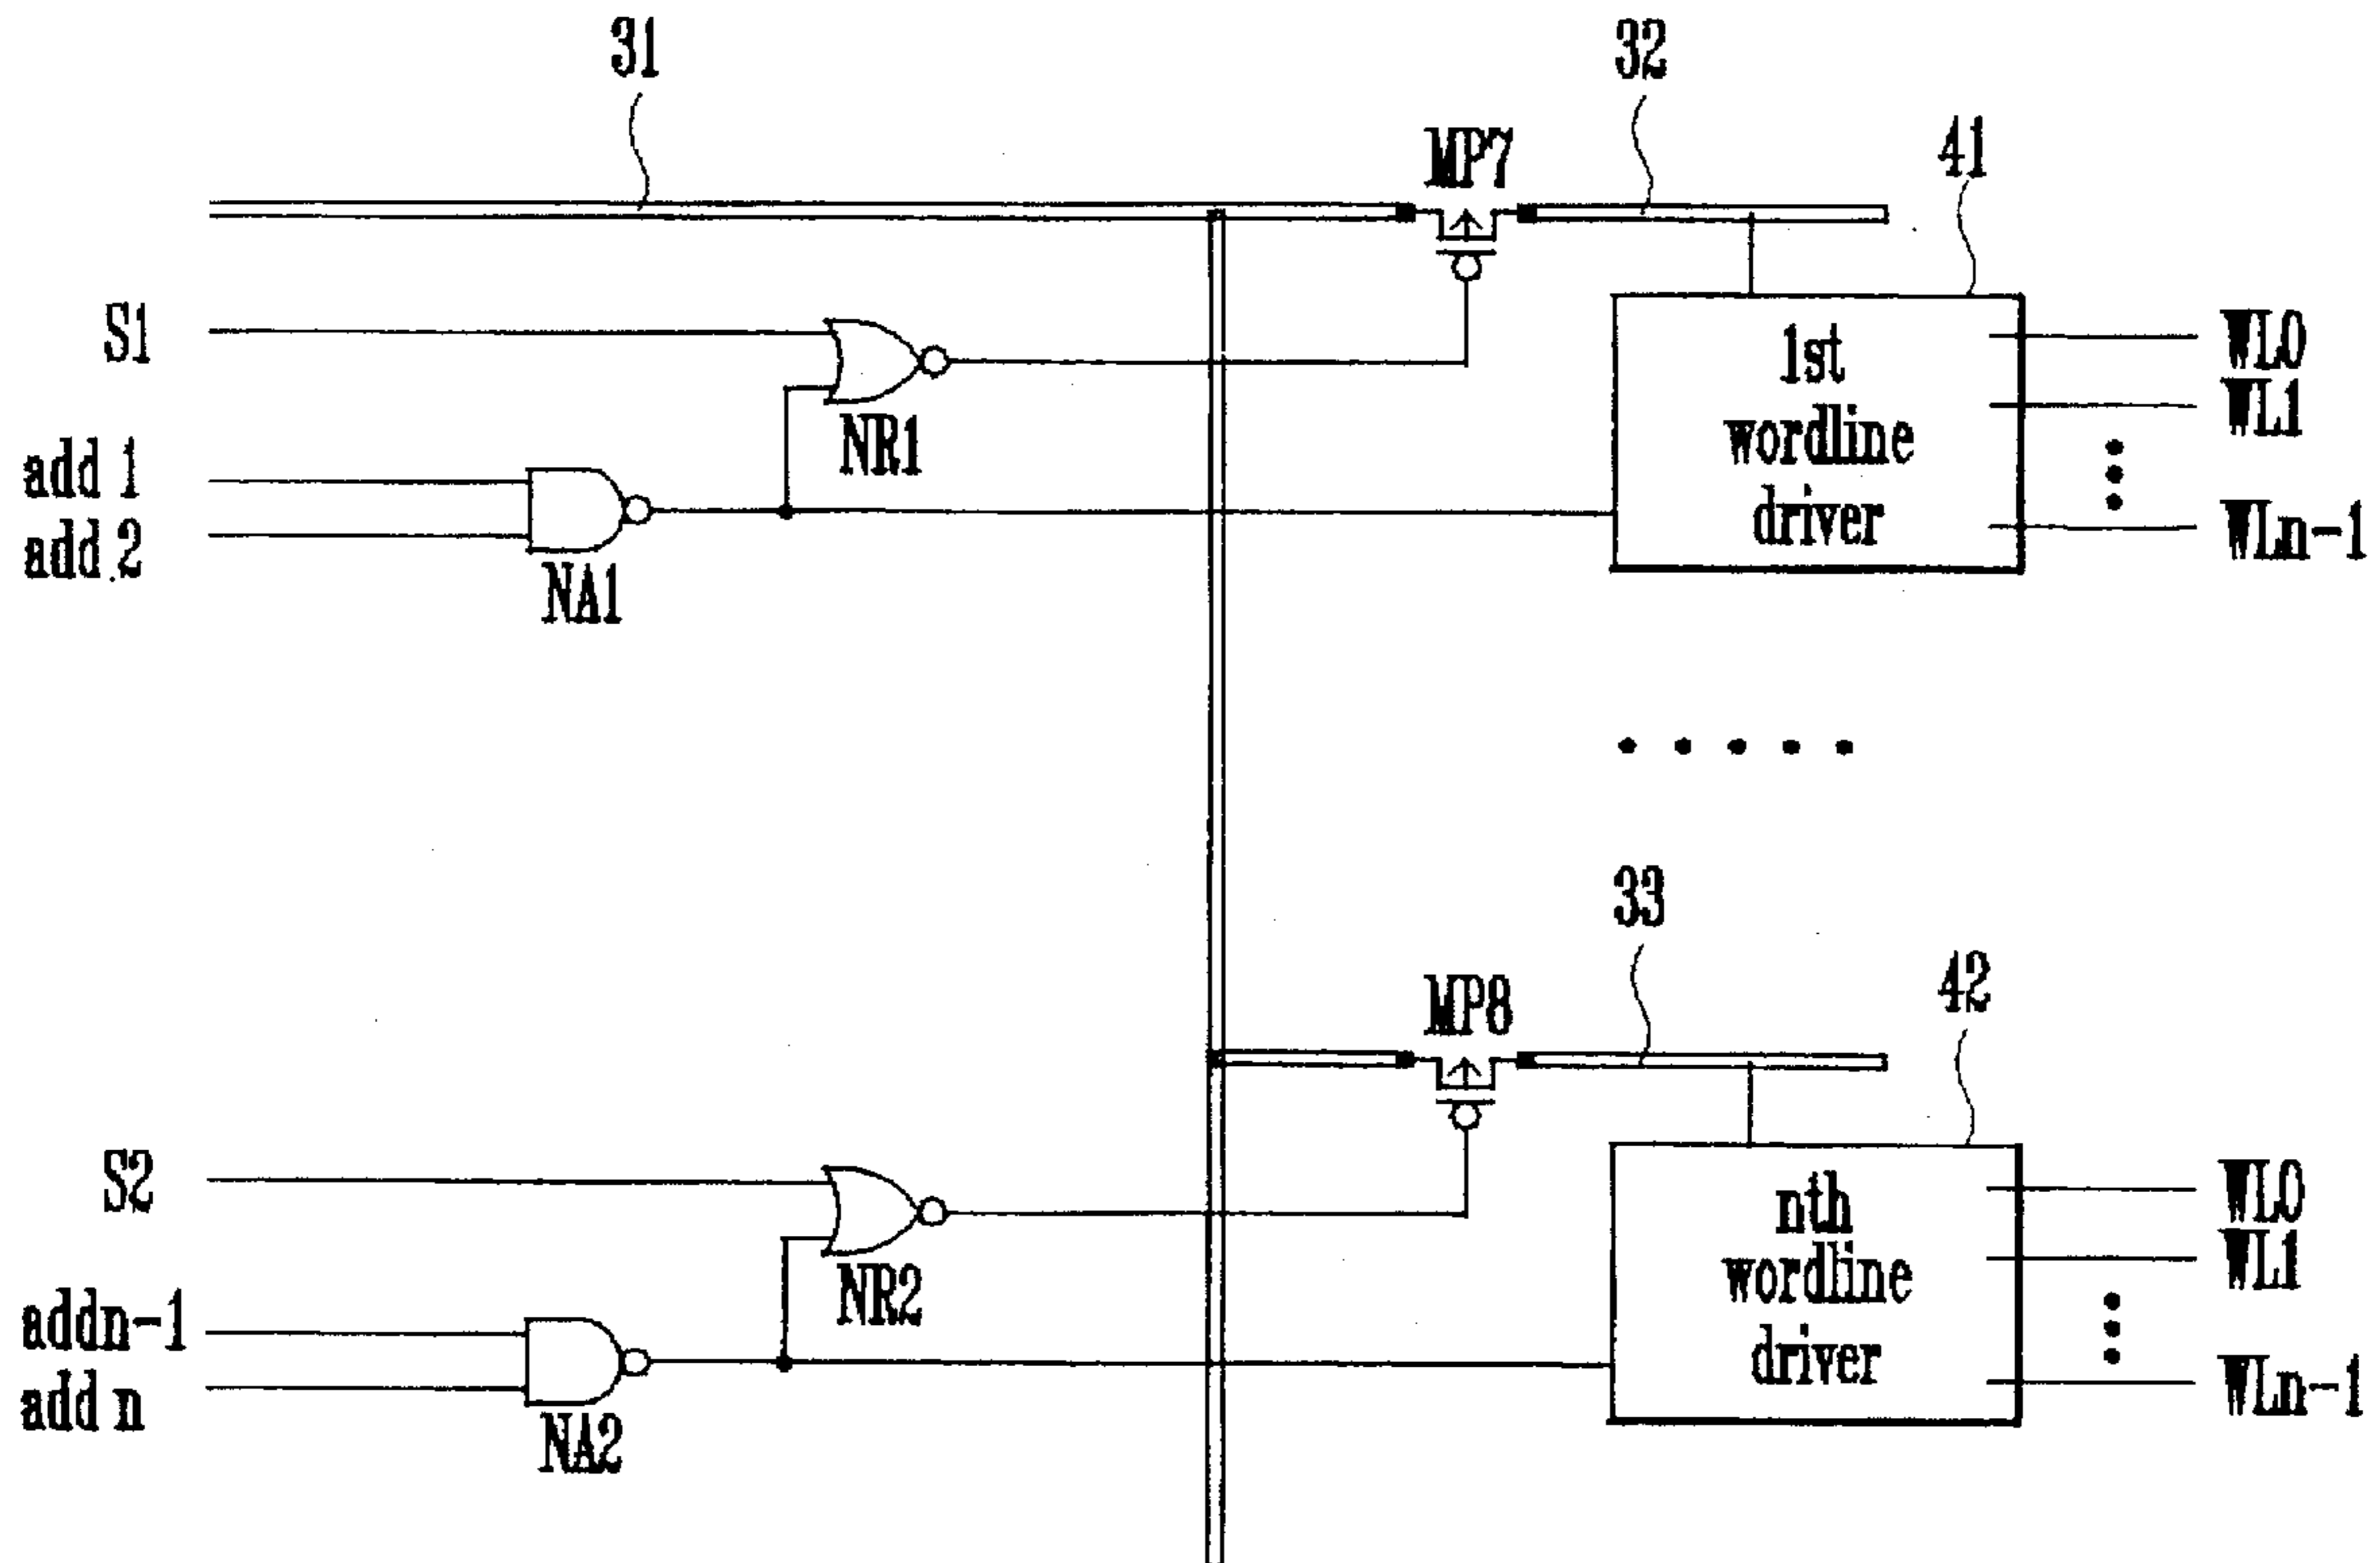 31
32
MP7
41
S1
1st
wordline
driver
WL0
WL1
WLn-1
NR1
add 1
add 2
NA1
33
MP8
42
S2
nth
wordline
driver
WL0
WL1
WLn-1
NR2
addn-1
add n
NA2